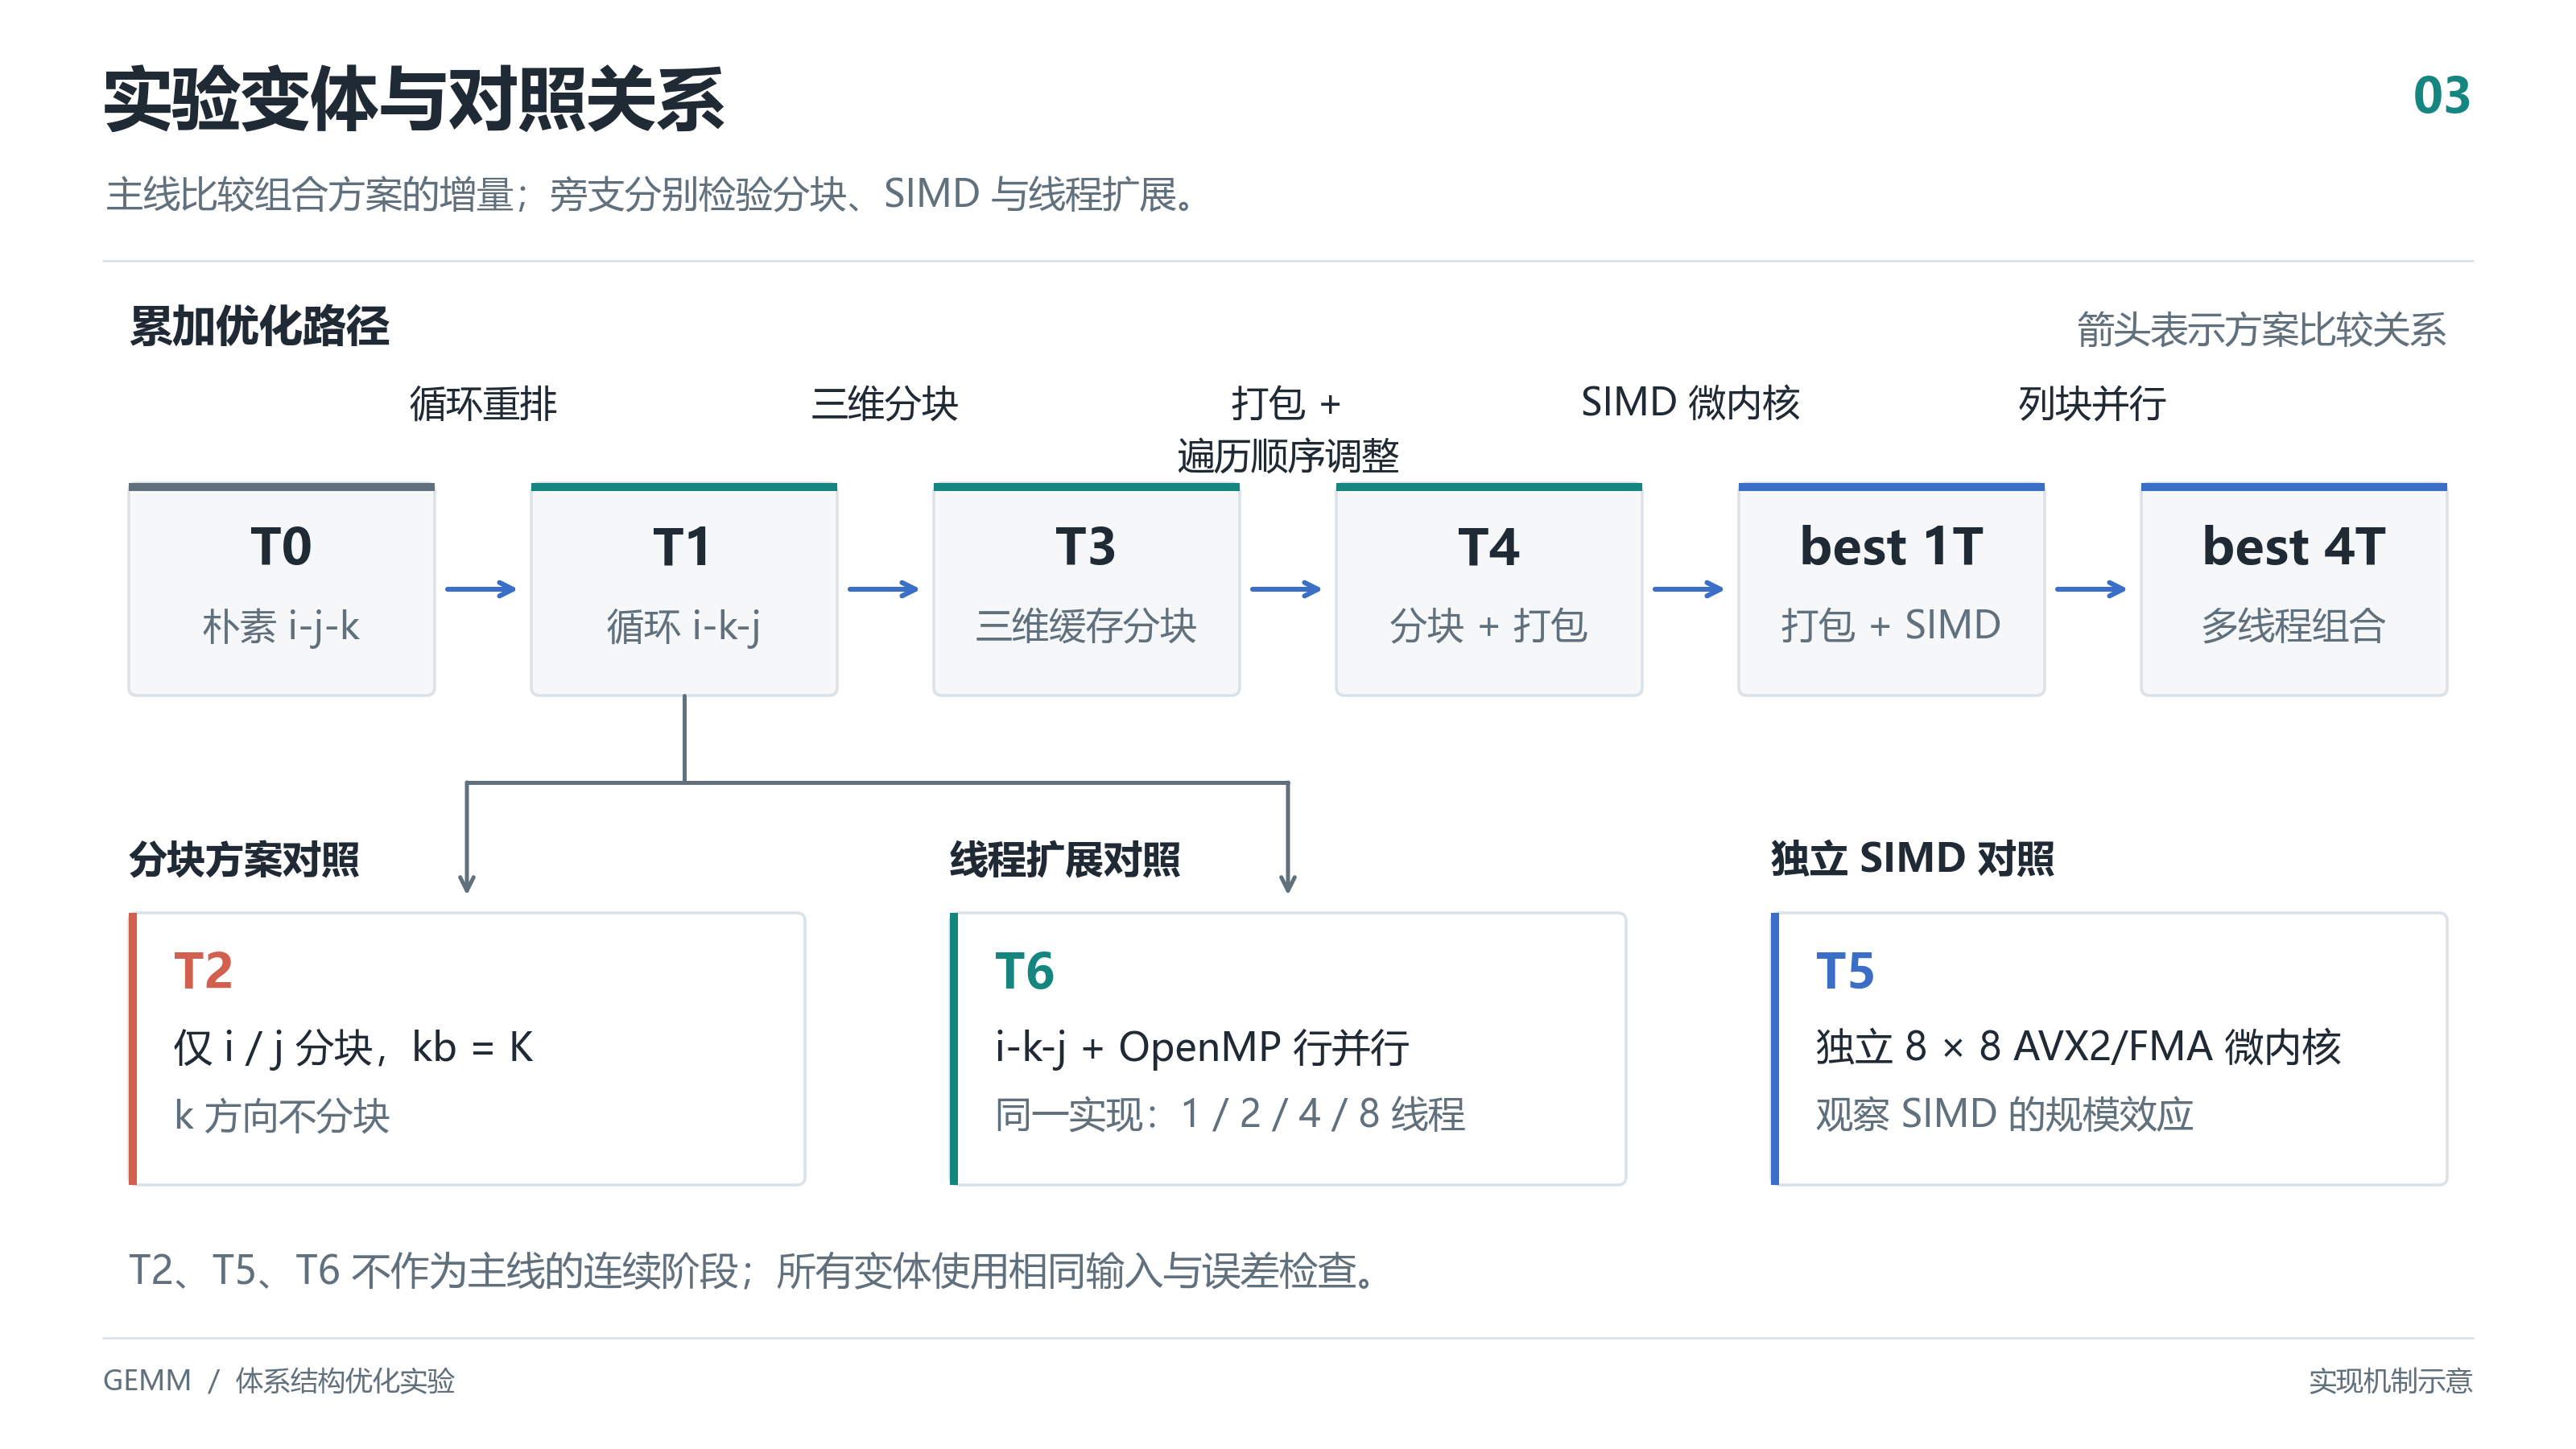 实验变体与对照关系
03
主线比较组合方案的增量；旁支分别检验分块、SIMD 与线程扩展。
累加优化路径
箭头表示方案比较关系
循环重排
三维分块
打包 +
遍历顺序调整
SIMD 微内核
列块并行
T0
朴素 i-j-k
T1
循环 i-k-j
T3
三维缓存分块
T4
分块 + 打包
best 1T
打包 + SIMD
best 4T
多线程组合
分块方案对照
T2
仅 i / j 分块，kb = K
k 方向不分块
线程扩展对照
T6
i-k-j + OpenMP 行并行
同一实现：1 / 2 / 4 / 8 线程
独立 SIMD 对照
T5
独立 8 × 8 AVX2/FMA 微内核
观察 SIMD 的规模效应
T2、T5、T6 不作为主线的连续阶段；所有变体使用相同输入与误差检查。
GEMM / 体系结构优化实验
实现机制示意